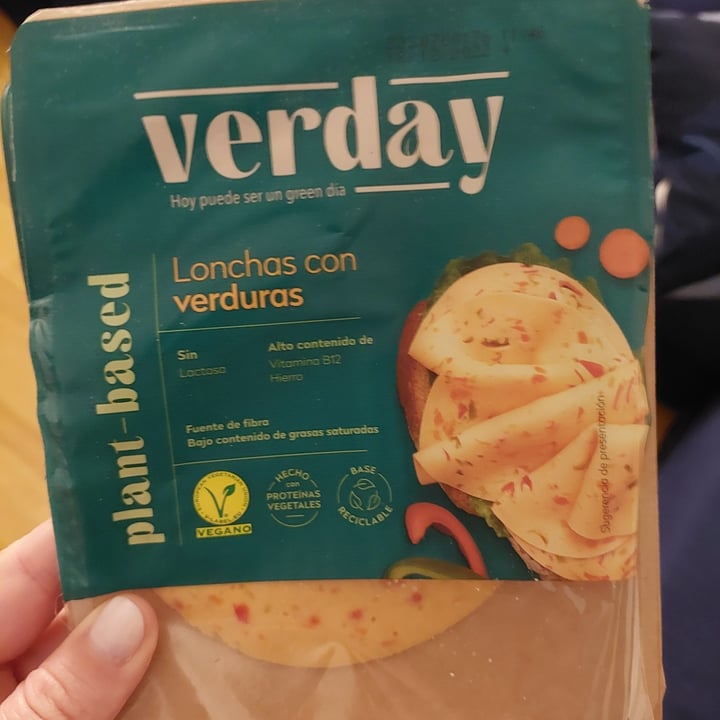 verday
Hoy puede ser un green día
plant-based
Lonchas con
verduras
Sin
Lactosa
Alto contenido de
Vitamina B12
Hierro
Fuente de fibra
Bajo contenido de grasas saturadas
VEGANO
HECHO
con
PROTEÍNAS
VEGETALES
BASE
RECICLABLE
Sugerencia de presentación